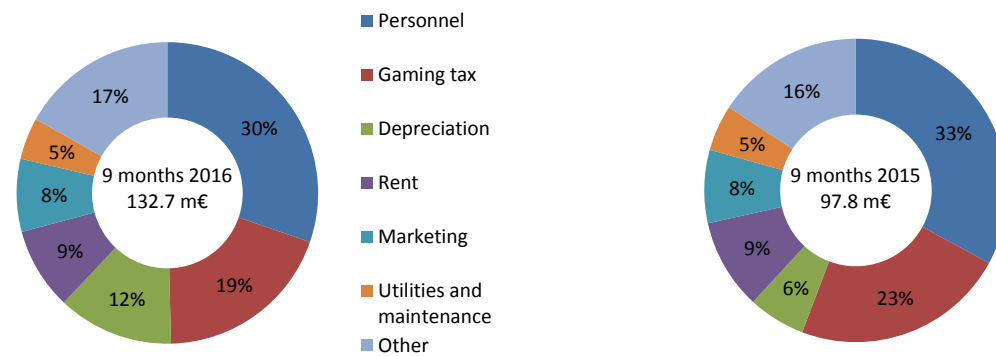 17%
30%
5%
8%
9%
12%
19%
9 months 2016
132.7 m€
Personnel
Gaming tax
Depreciation
Rent
Marketing
Utilities and
maintenance
Other
16%
33%
5%
8%
9%
6%
23%
9 months 2015
97.8 m€